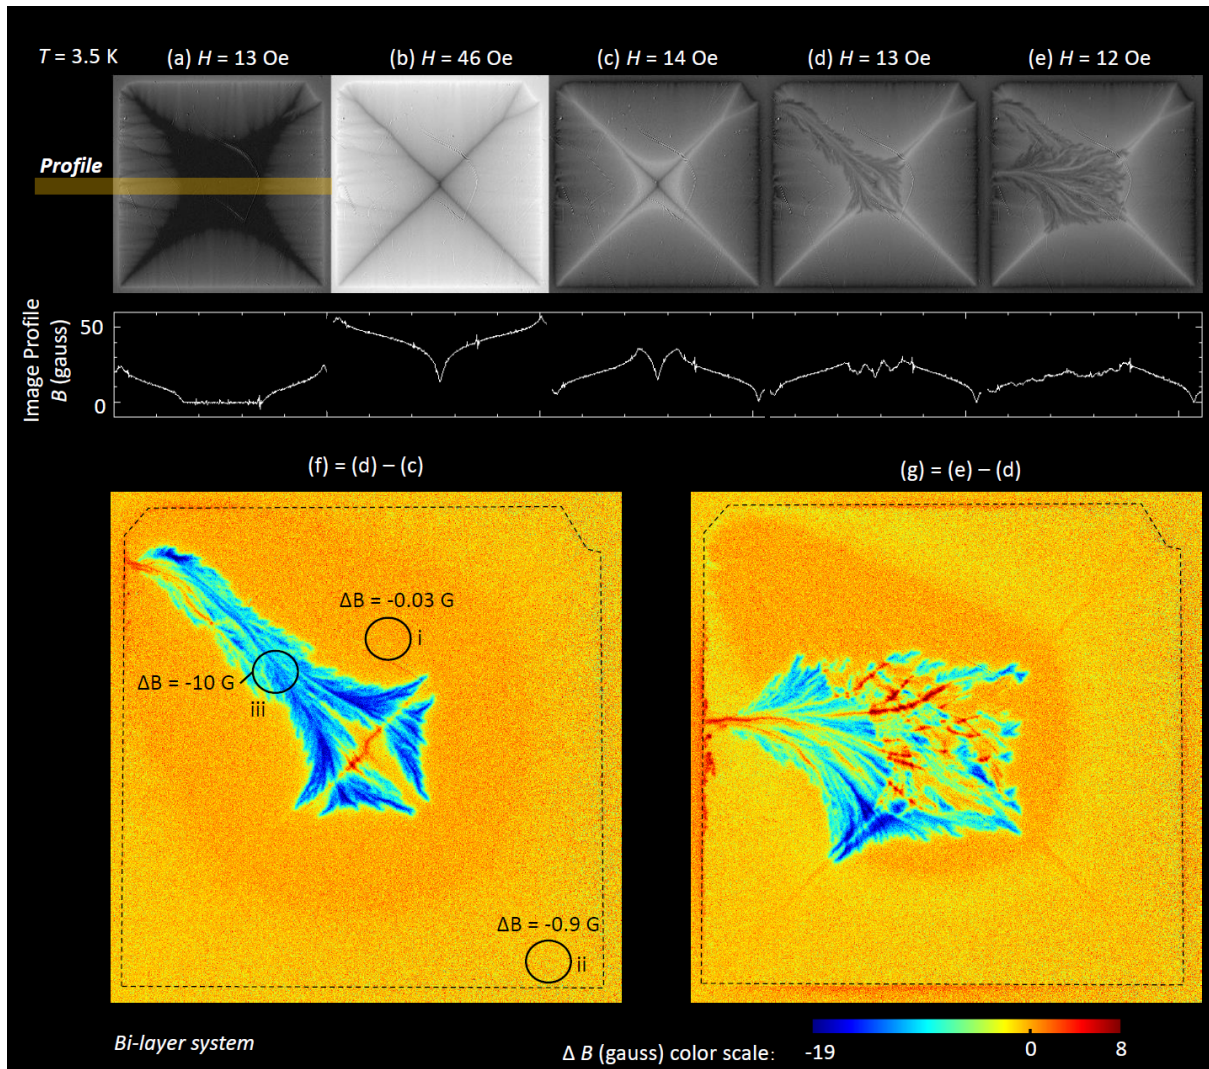 T = 3.5 K (a) H = 13 Oe (b) H = 46 Oe (c) H = 14 Oe (d) H = 13 Oe (e) H = 12 Oe
Profile
Image Profile
B (gauss)
50
0
(f) = (d) – (c)
(g) = (e) – (d)
ΔB = -0.03 G
i
ΔB = -10 G
iii
ΔB = -0.9 G
ii
Bi-layer system
Δ B (gauss) color scale:
-19 0 8